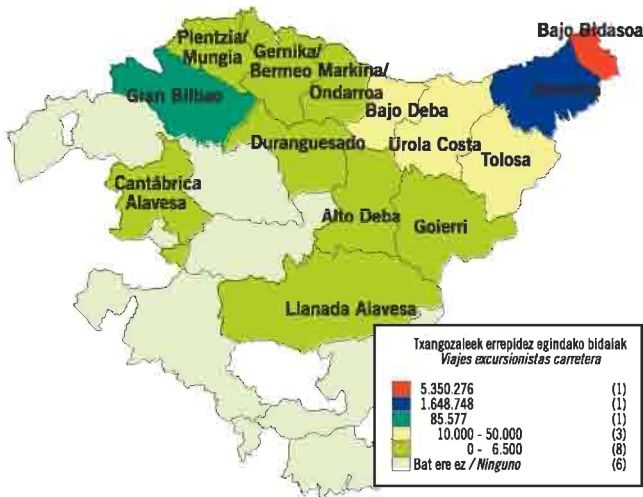 Bajo Bidasoa
Plentzia/
Mungia
Gernika/
Bermeo
Markina/
Ondarroa
Gran Bilbao
Bajo Deba
Duranguesado
Urola Costa
Tolosa
Cantábrica
Alavesa
Alto Deba
Goierri
Llanada Alavesa
Txangozaleek errepidez egindako bidaiak
Viajes excursionistas carretera
5.350.276 (1)
1.648.748 (1)
85.577 (1)
10.000 - 50.000 (3)
0 - 6.500 (8)
Bat ere ez / Ninguno (6)